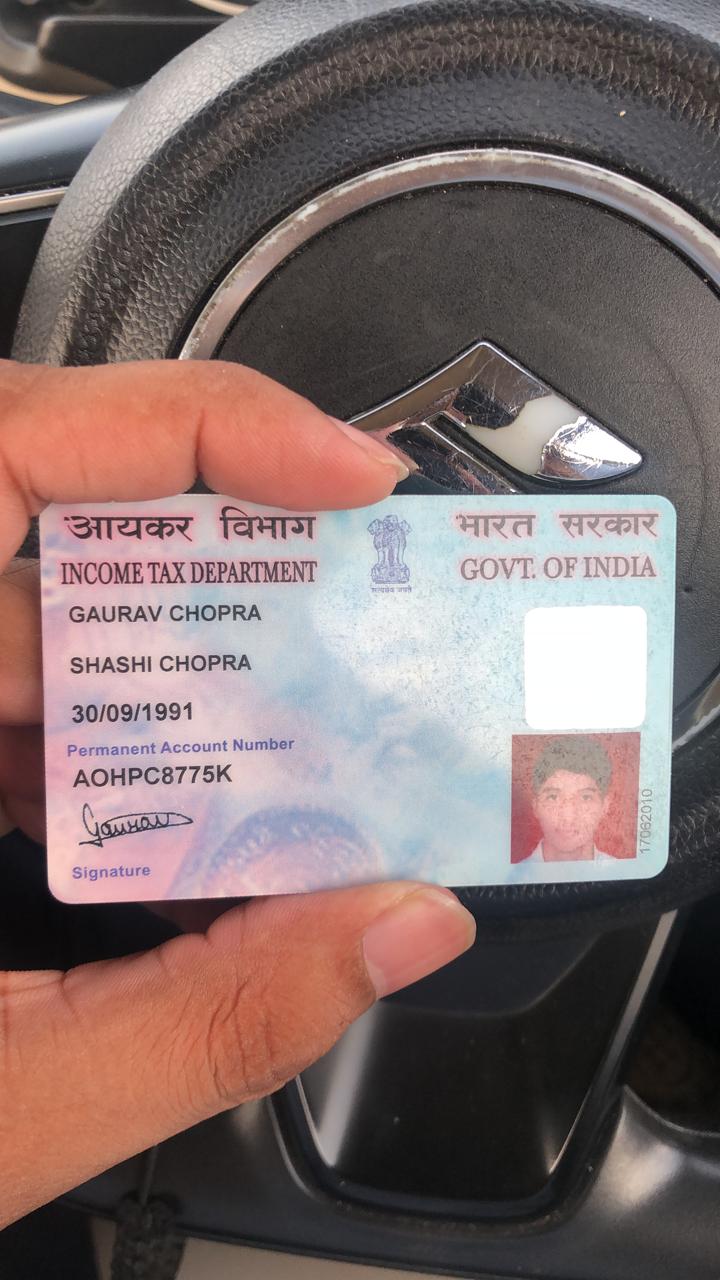 आयकर विभाग
INCOME TAX DEPARTMENT
भारत सरकार
GOVT. OF INDIA
सत्यमेव जयते
GAURAV CHOPRA
SHASHI CHOPRA
30/09/1991
Permanent Account Number
AOHPC8775K
Gaurav
Signature
17062010